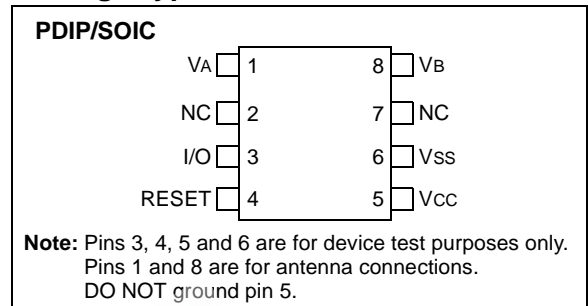 PDIP/SOIC
VA 1 8 VB
NC 2 7 NC
I/O 3 6 VSS
RESET 4 5 VCC
Note: Pins 3, 4, 5 and 6 are for device test purposes only.
Pins 1 and 8 are for antenna connections.
DO NOT ground pin 5.